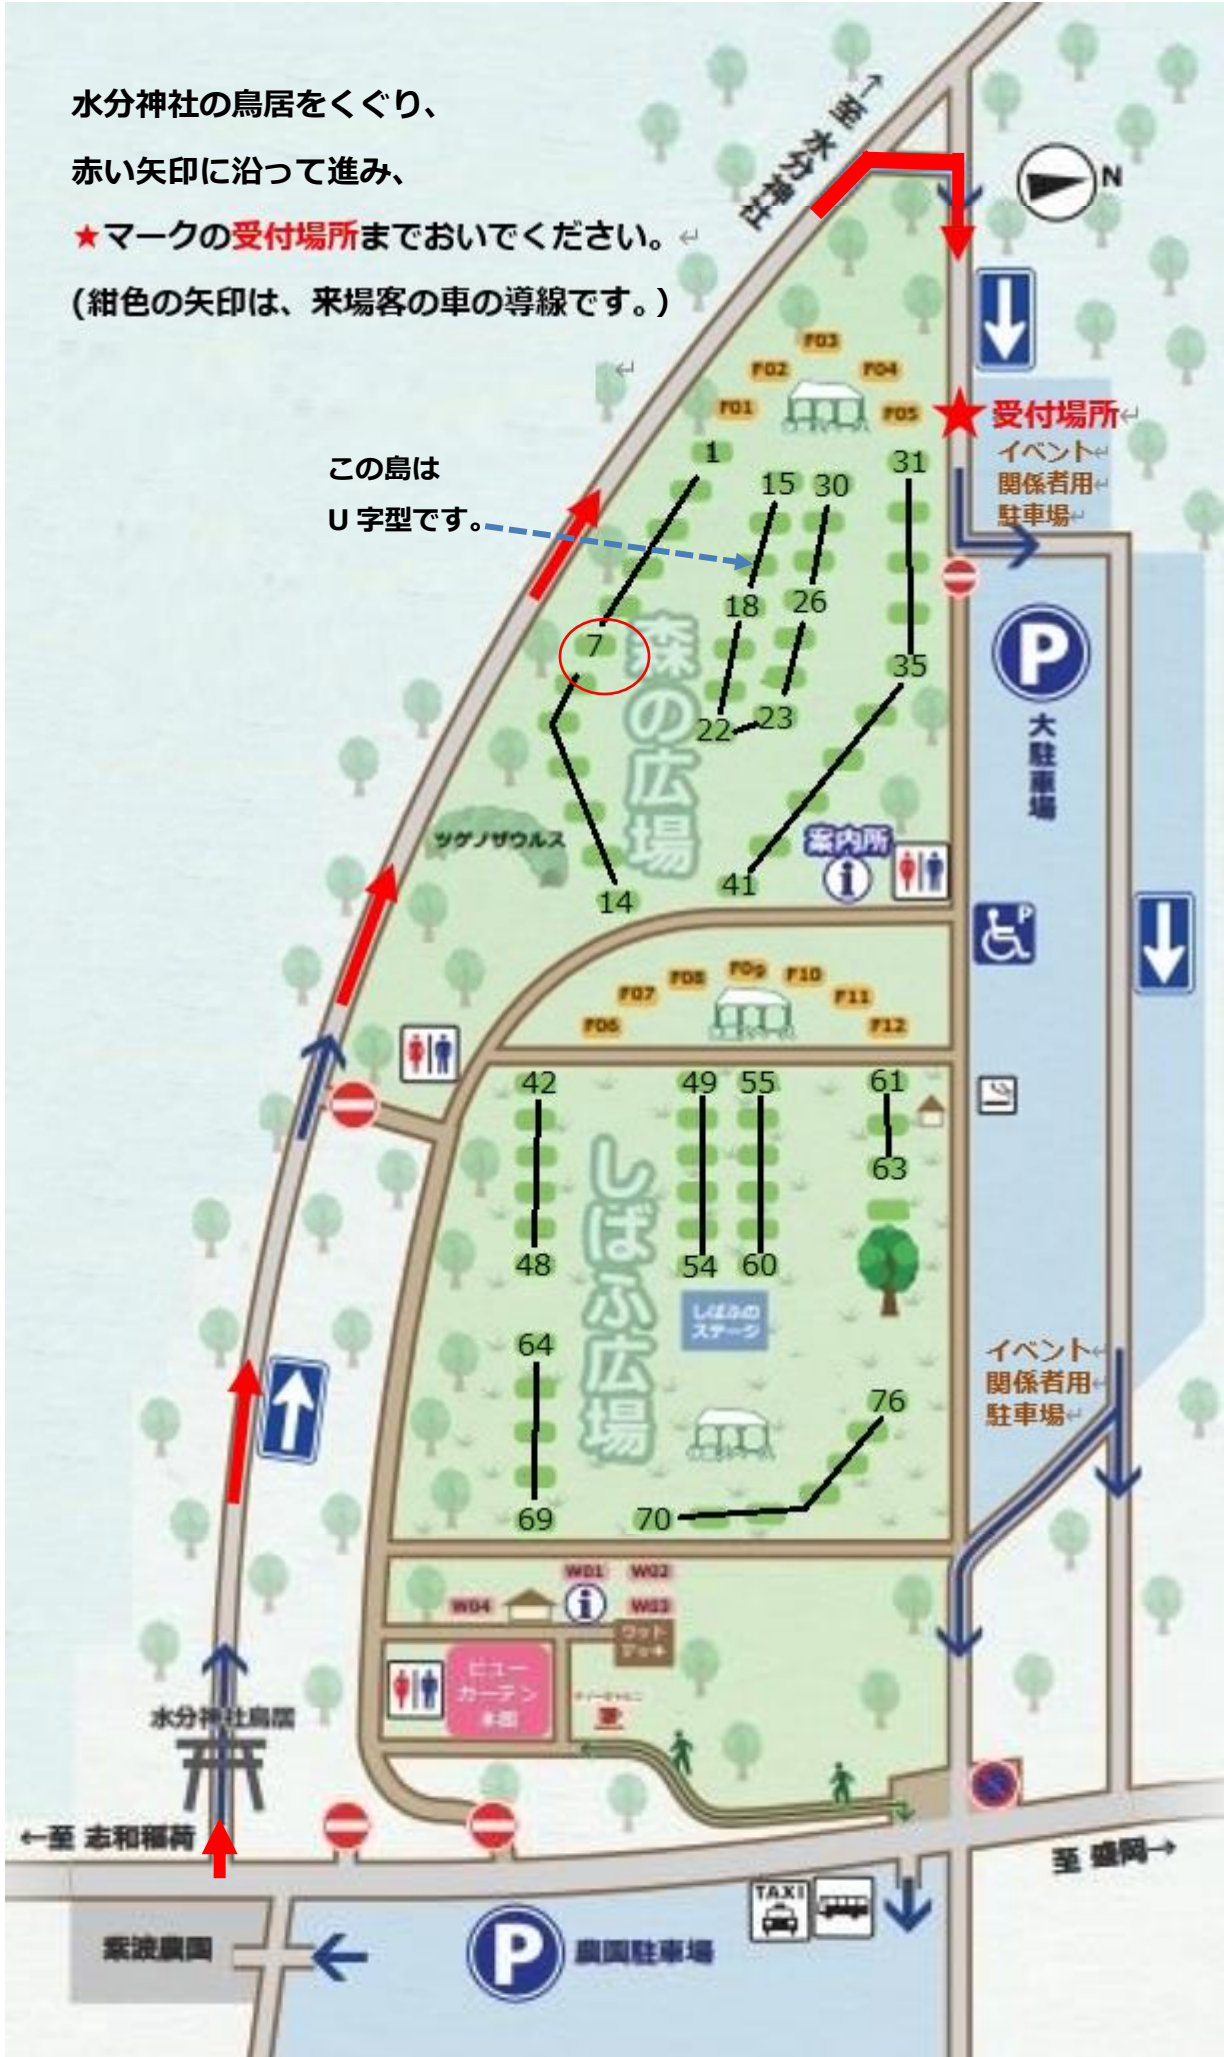 水分神社の鳥居をくぐり、
赤い矢印に沿って進み、
★マークの受付場所までおいでください。
(紺色の矢印は、来場客の車の導線です。)
↑至 水分神社
N
F03
F02
F04
F01
F05
受付場所
イベント
関係者用
駐車場
この島は
U字型です。
1
15
30
31
18
26
7
35
22
23
森の広場
P
大駐車場
ツゲノザウルス
案内所
i
14
41
P
F09
F08
F10
F07
F11
F06
F12
42
49
55
61
63
しばふ広場
48
54
60
しばふの
ステージ
64
イベント
関係者用
駐車場
76
69
70
W01
W02
W04
i
W03
ウッド
デッキ
ビュー
ガーデン
本部
水分神社鳥居
←至 志和稲荷
至 盛岡→
TAXI
紫波農園
P
農園駐車場